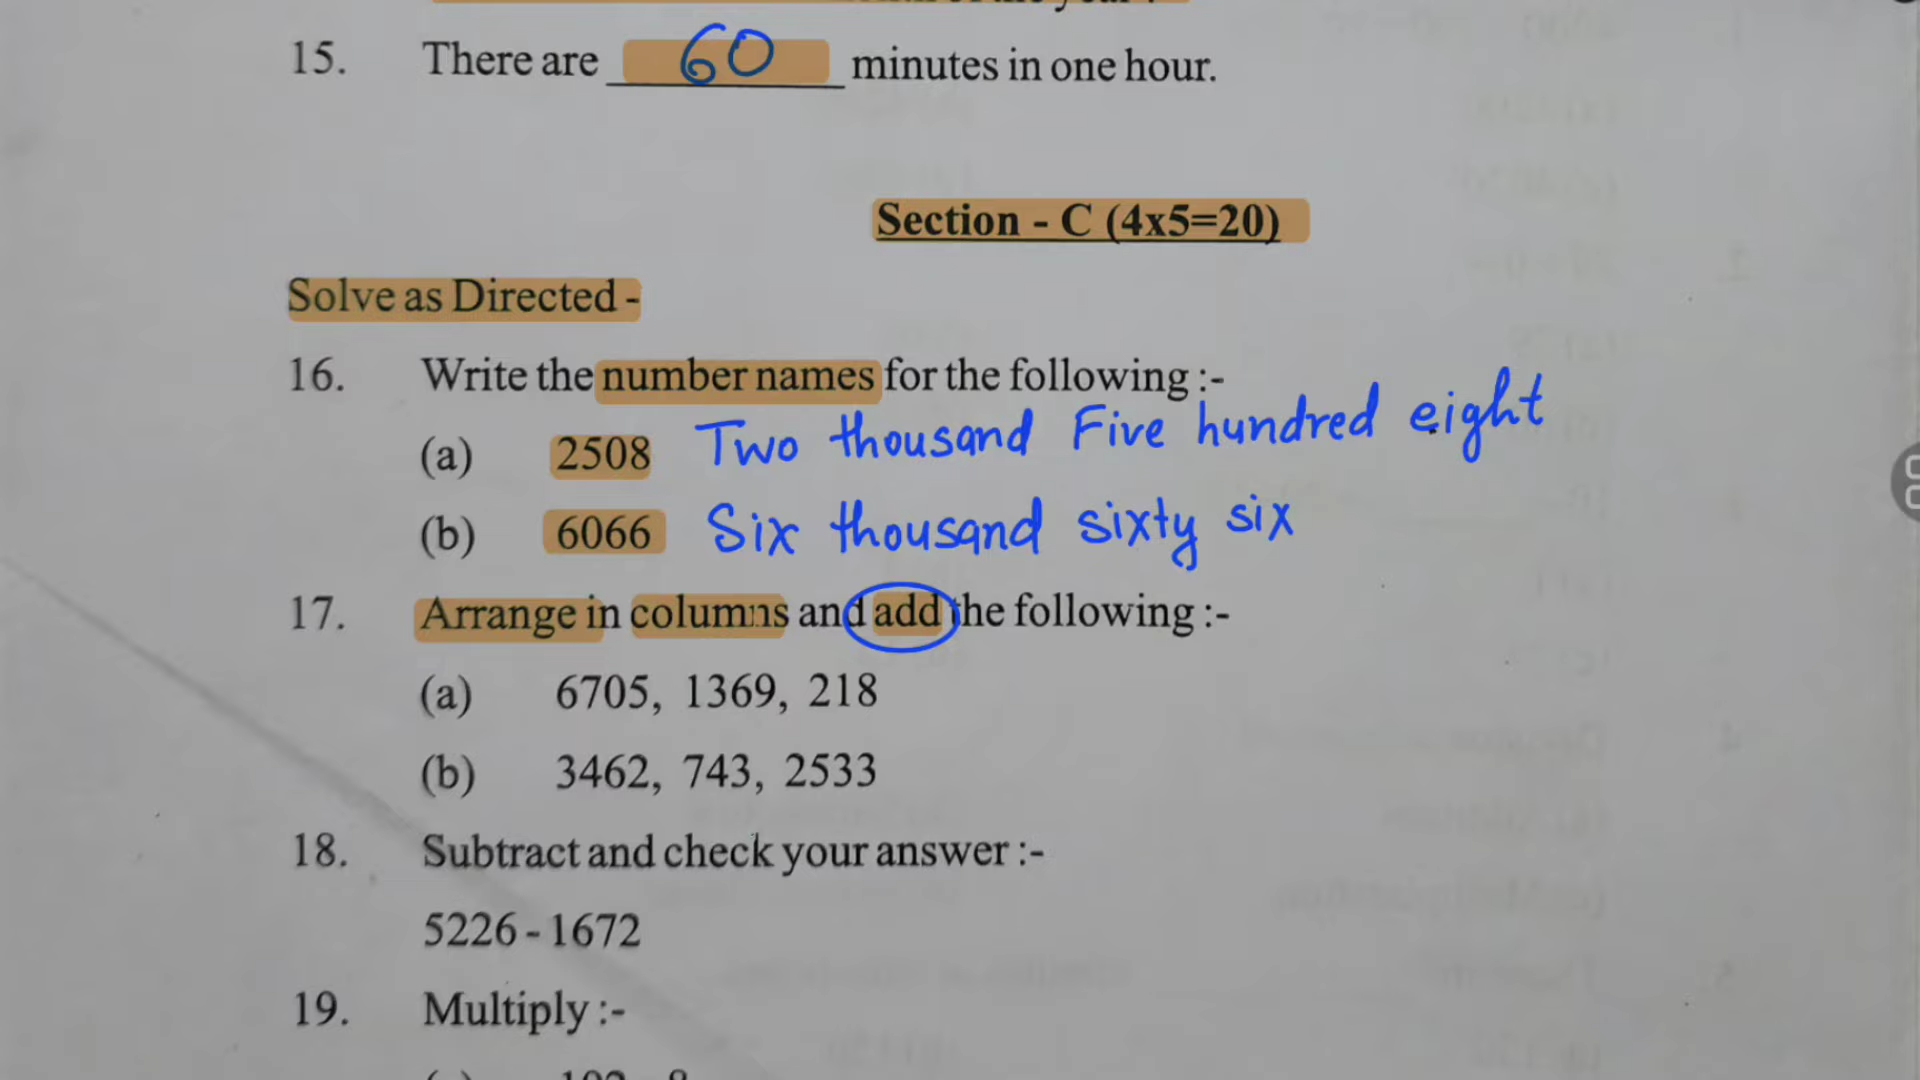 15. There are 60 minutes in one hour.
Section - C (4x5=20)
Solve as Directed -
16. Write the number names for the following :-
(a) 2508 Two thousand Five hundred eight
(b) 6066 Six thousand sixty six
17. Arrange in columns and add the following :-
(a) 6705, 1369, 218
(b) 3462, 743, 2533
18. Subtract and check your answer :-
5226 - 1672
19. Multiply :-